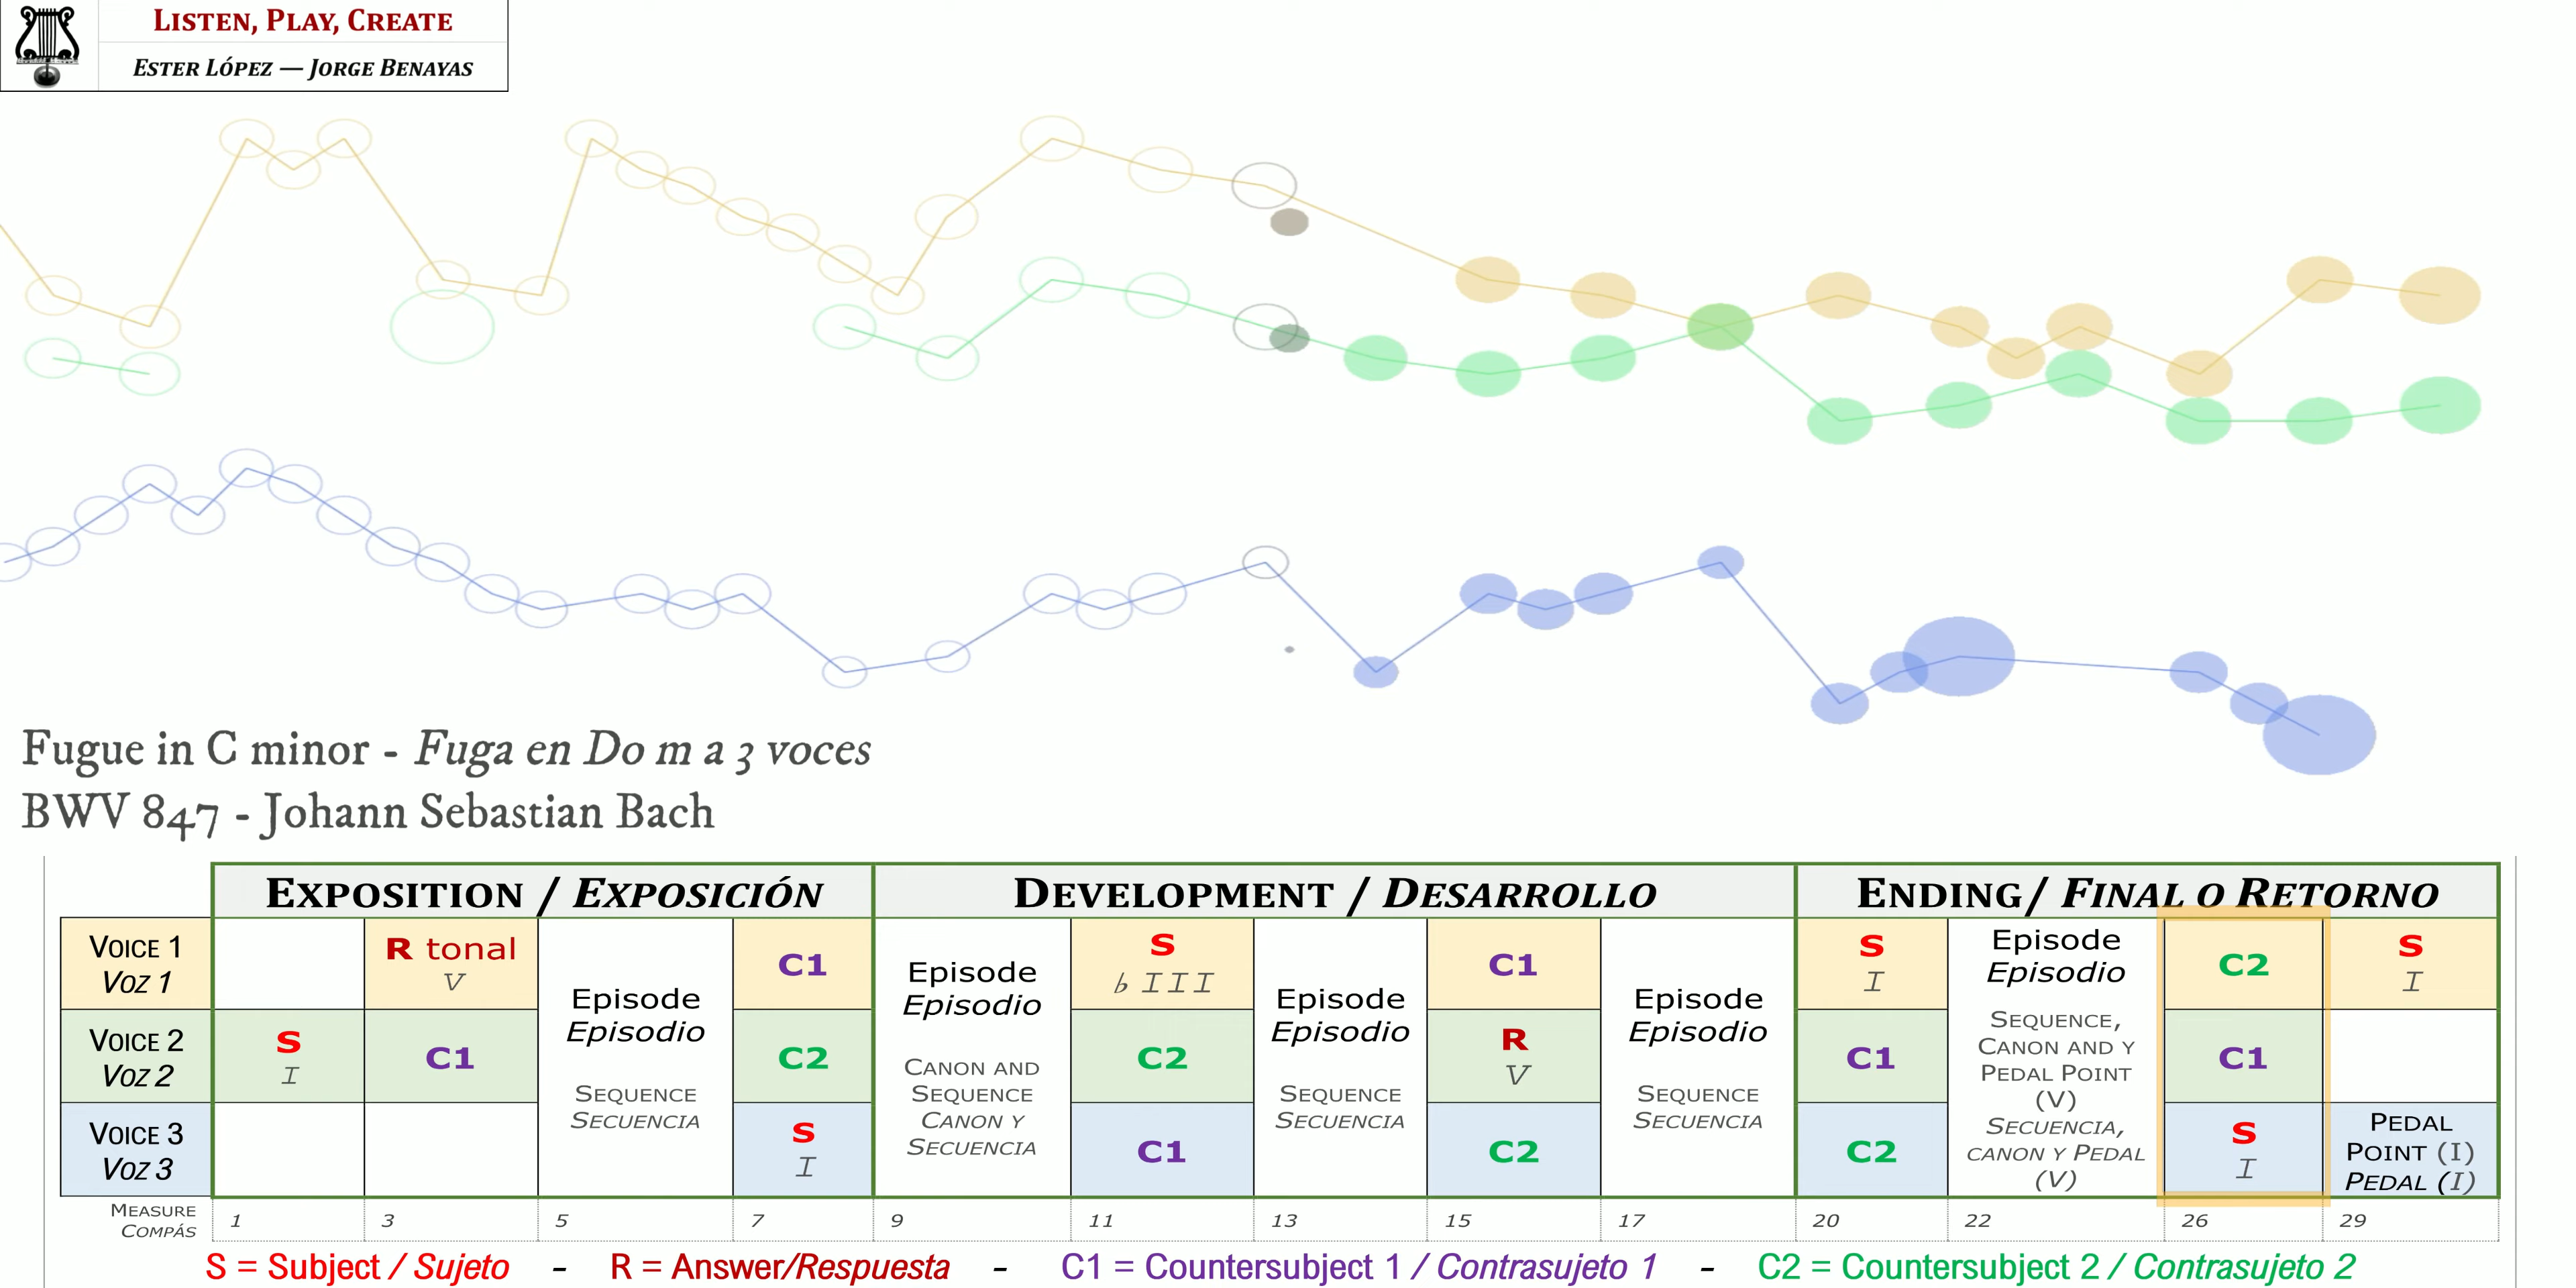 LISTEN, PLAY, CREATE
ESTER LÓPEZ — JORGE BENAYAS
Fugue in C minor - Fuga en Do m a 3 voces
BWV 847 - Johann Sebastian Bach
EXPOSITION / EXPOSICIÓN
DEVELOPMENT / DESARROLLO
ENDING/ FINAL O RETORNO
VOICE 1
VOZ 1
R tonal
V
Episode
Episodio
SEQUENCE
SECUENCIA
C1
Episode
Episodio
CANON AND
SEQUENCE
CANON Y
SECUENCIA
S
♭ III
Episode
Episodio
SEQUENCE
SECUENCIA
C1
Episode
Episodio
SEQUENCE
SECUENCIA
S
I
Episode
Episodio
SEQUENCE,
CANON AND Y
PEDAL POINT
(V)
SECUENCIA,
CANON Y PEDAL
(V)
C2
S
I
VOICE 2
VOZ 2
S
I
C1
C2
C2
R
V
C1
C1
VOICE 3
VOZ 3
S
I
C1
C2
C2
S
I
PEDAL
POINT (I)
PEDAL (I)
MEASURE
COMPÁS
1 3 5 7 9 11 13 15 17 20 22 26 29
S = Subject / Sujeto - R = Answer/Respuesta - C1 = Countersubject 1 / Contrasujeto 1 - C2 = Countersubject 2 / Contrasujeto 2